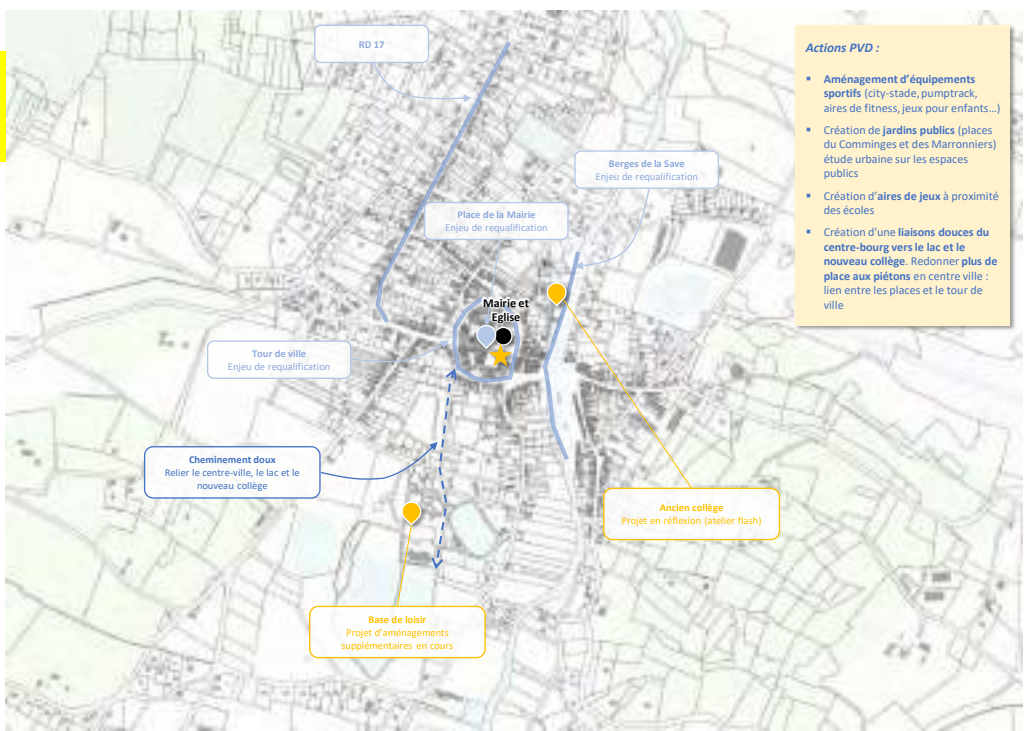 RD 17
Berges de la Save
Enjeu de requalification
Place de la Mairie
Enjeu de requalification
Mairie et
Eglise
Tour de ville
Enjeu de requalification
Cheminement doux
Relier le centre-ville, le lac et le
nouveau collège
Ancien collège
Projet en réflexion (atelier flash)
Base de loisir
Projet d'aménagements
supplémentaires en cours
Actions PVD :
▪ Aménagement d'équipements
sportifs (city-stade, pumptrack,
aires de fitness, jeux pour enfants...)
▪ Création de jardins publics (places
du Comminges et des Marronniers)
étude urbaine sur les espaces
publics
▪ Création d'aires de jeux à proximité
des écoles
▪ Création d'une liaisons douces du
centre-bourg vers le lac et le
nouveau collège. Redonner plus de
place aux piétons en centre ville :
lien entre les places et le tour de
ville